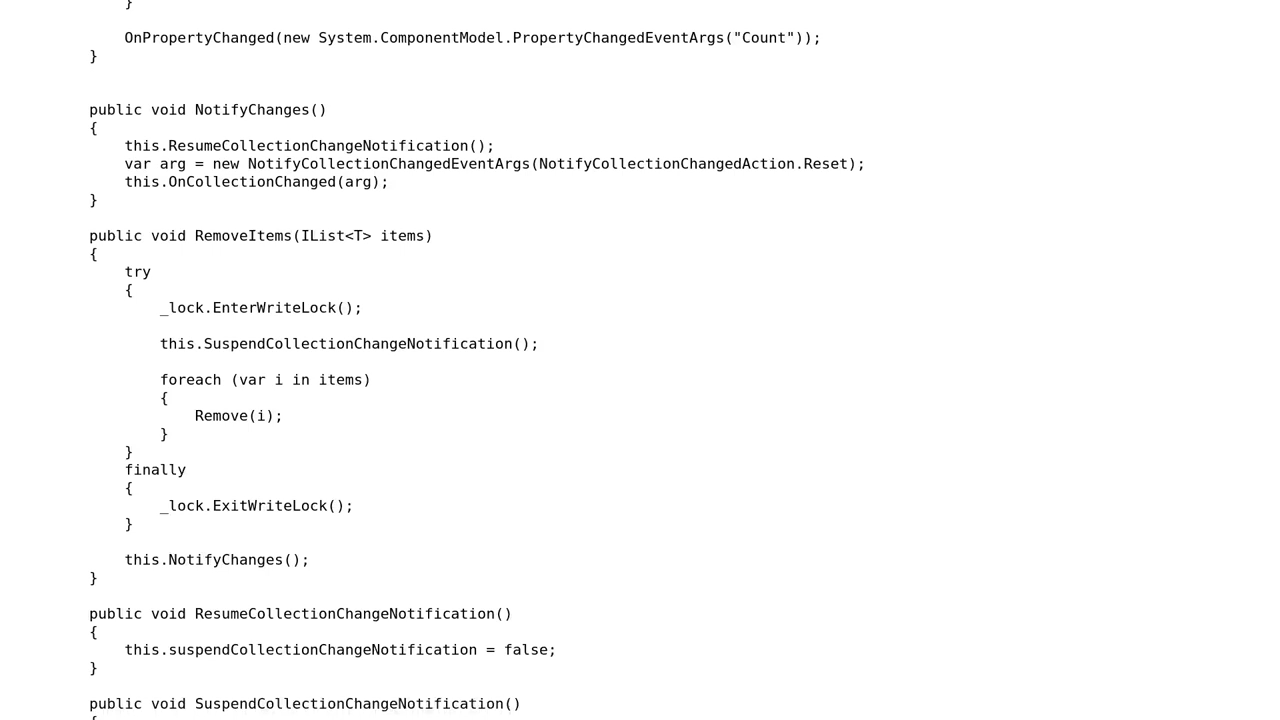 }
OnPropertyChanged(new System.ComponentModel.PropertyChangedEventArgs("Count"));
}
public void NotifyChanges()
{
this.ResumeCollectionChangeNotification();
var arg = new NotifyCollectionChangedEventArgs(NotifyCollectionChangedAction.Reset);
this.OnCollectionChanged(arg);
}
public void RemoveItems(IList<T> items)
{
try
{
_lock.EnterWriteLock();
this.SuspendCollectionChangeNotification();
foreach (var i in items)
{
Remove(i);
}
}
finally
{
_lock.ExitWriteLock();
}
this.NotifyChanges();
}
public void ResumeCollectionChangeNotification()
{
this.suspendCollectionChangeNotification = false;
}
public void SuspendCollectionChangeNotification()
{